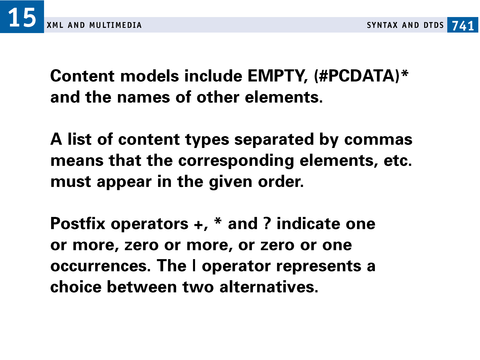 15
XML AND MULTIMEDIA
SYNTAX AND DTDS
741
Content models include EMPTY, (#PCDATA)*
and the names of other elements.
A list of content types separated by commas
means that the corresponding elements, etc.
must appear in the given order.
Postfix operators +, * and ? indicate one
or more, zero or more, or zero or one
occurrences. The | operator represents a
choice between two alternatives.